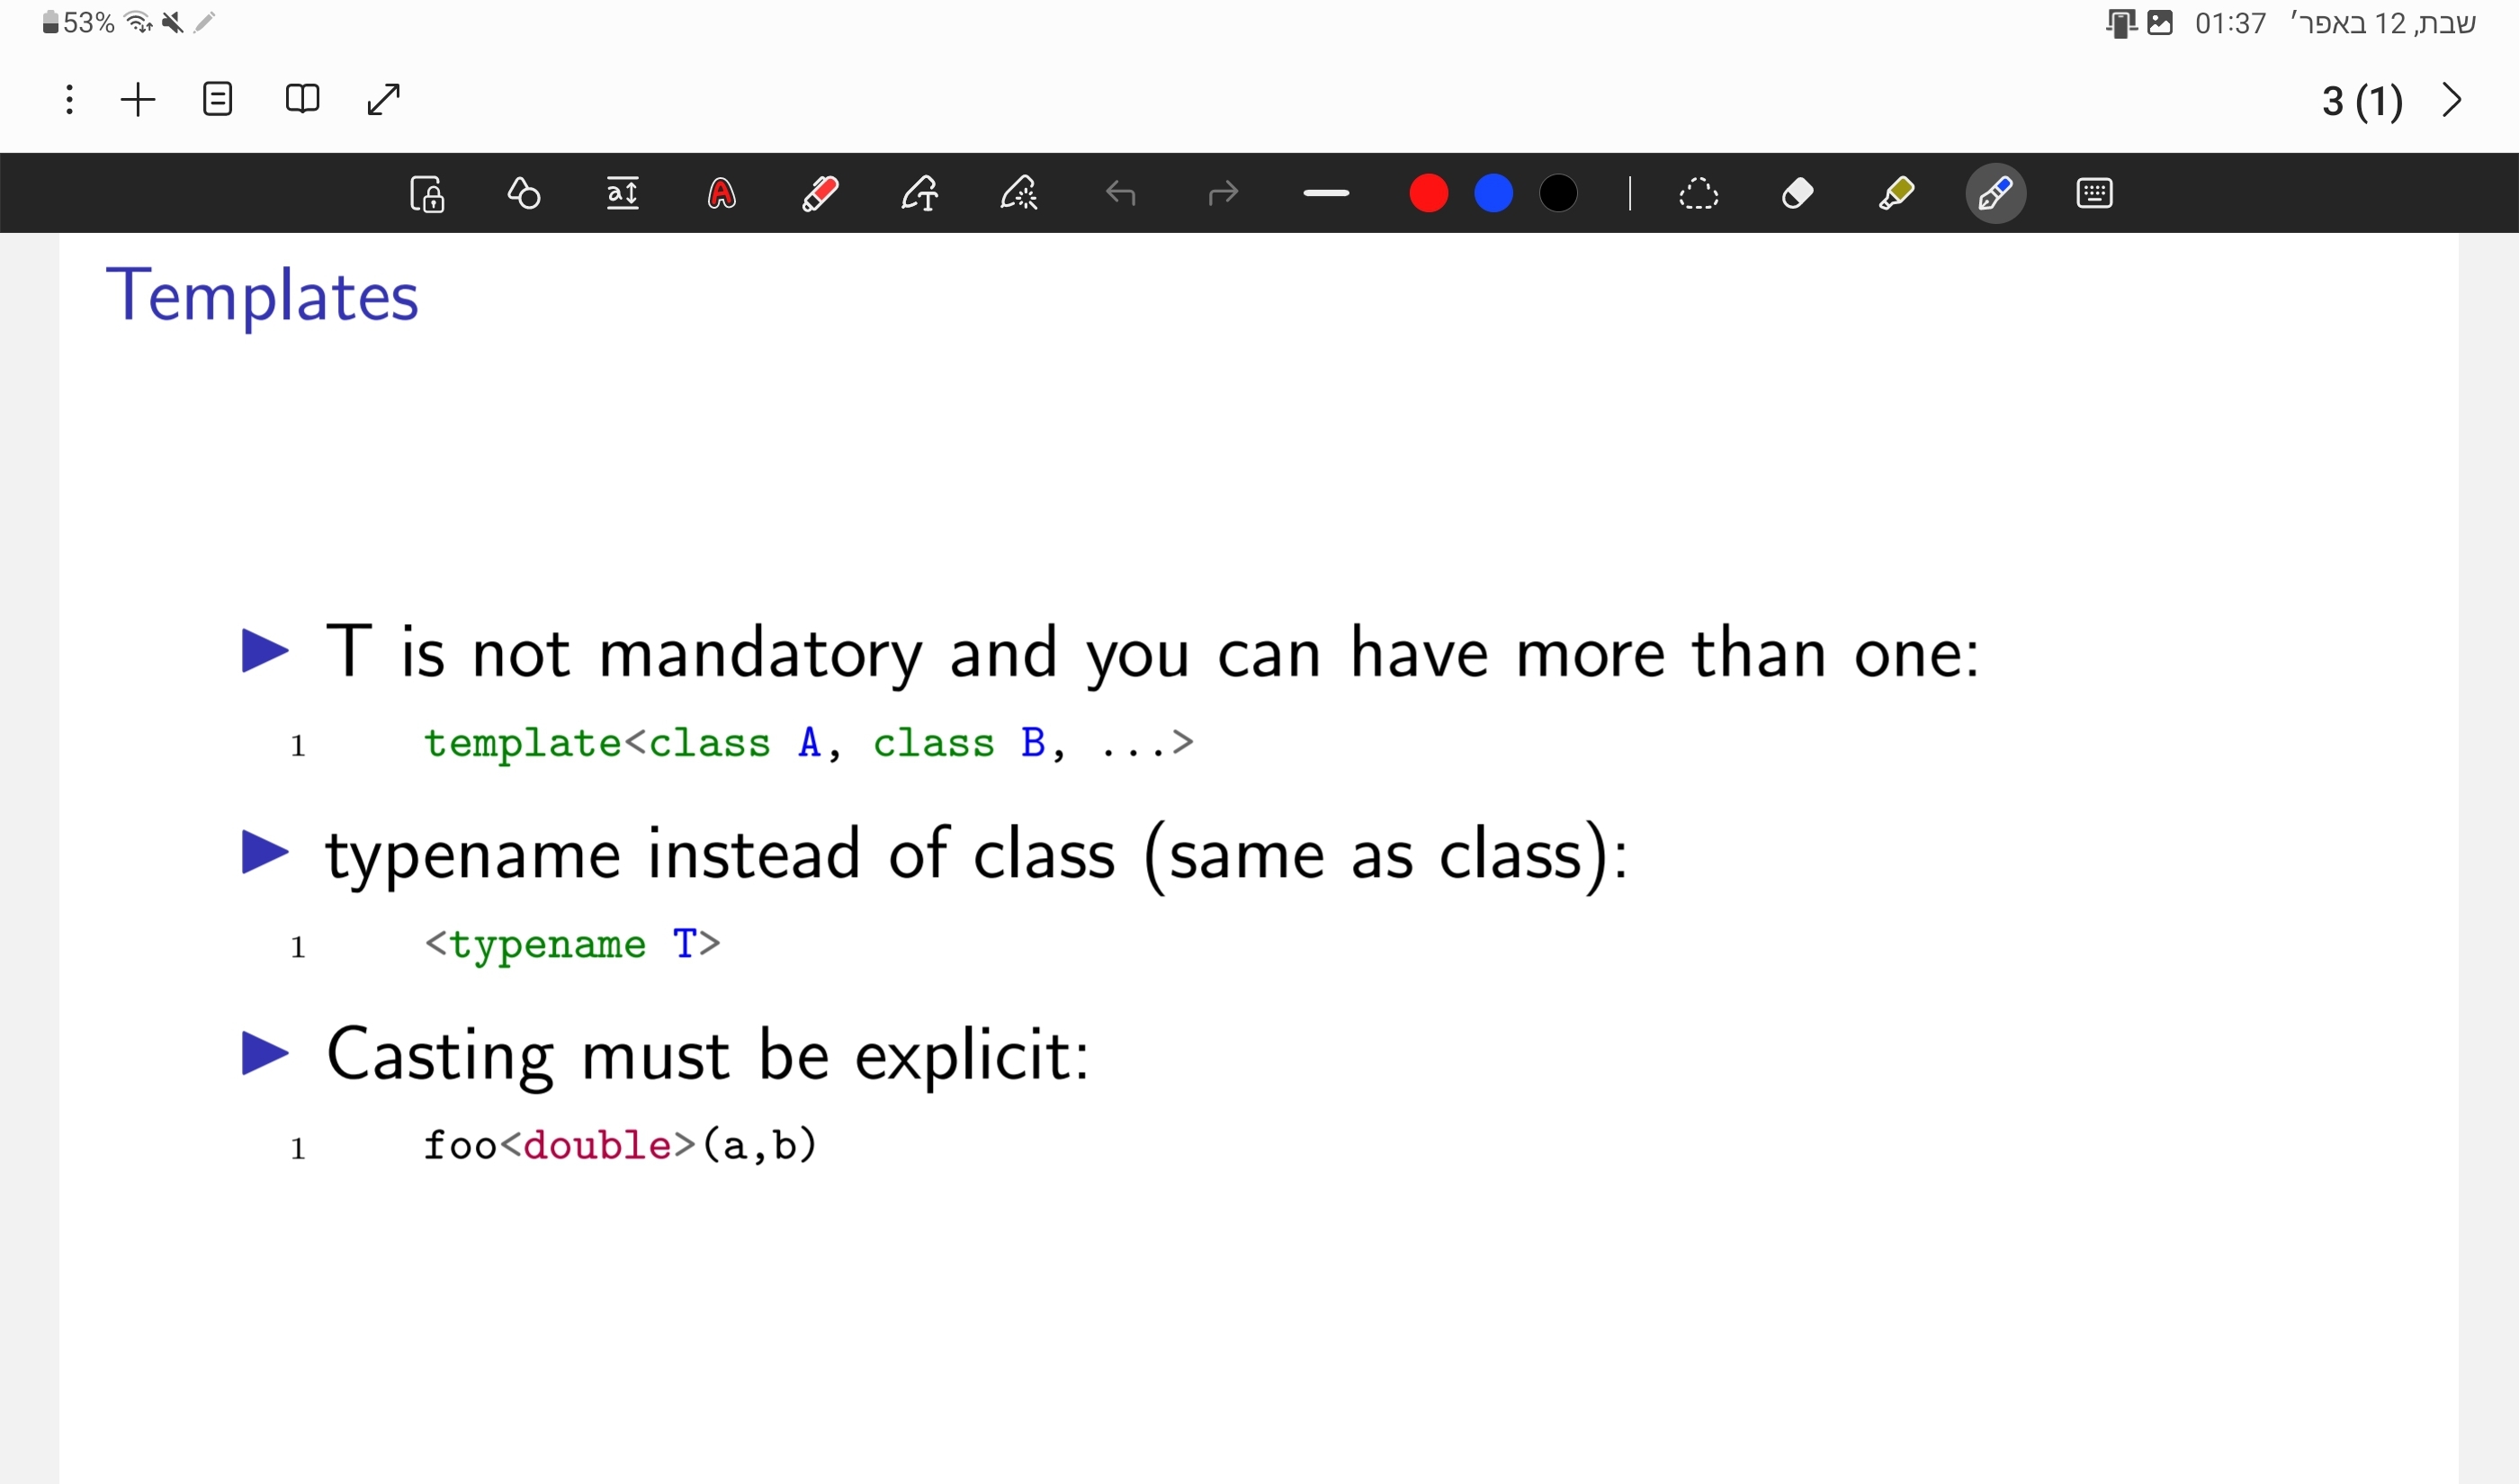 53%
01:37 שבת, 12 באפר׳
3 (1)
Templates
T is not mandatory and you can have more than one:
1 template<class A, class B, ...>
typename instead of class (same as class):
1 <typename T>
Casting must be explicit:
1 foo<double>(a,b)